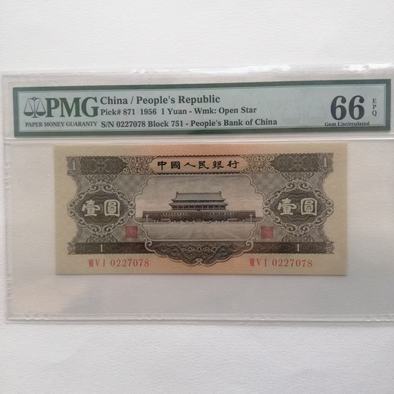 PMG
PAPER MONEY GUARANTY
China / People's Republic
Pick# 871 1956 1 Yuan - Wmk: Open Star
S/N 0227078 Block 751 - People's Bank of China
66 EPQ
Gem Uncirculated
1 中國人民銀行 1
壹圓 壹圓
1 1
ⅦⅤⅠ 0227078 ⅦⅤⅠ 0227078